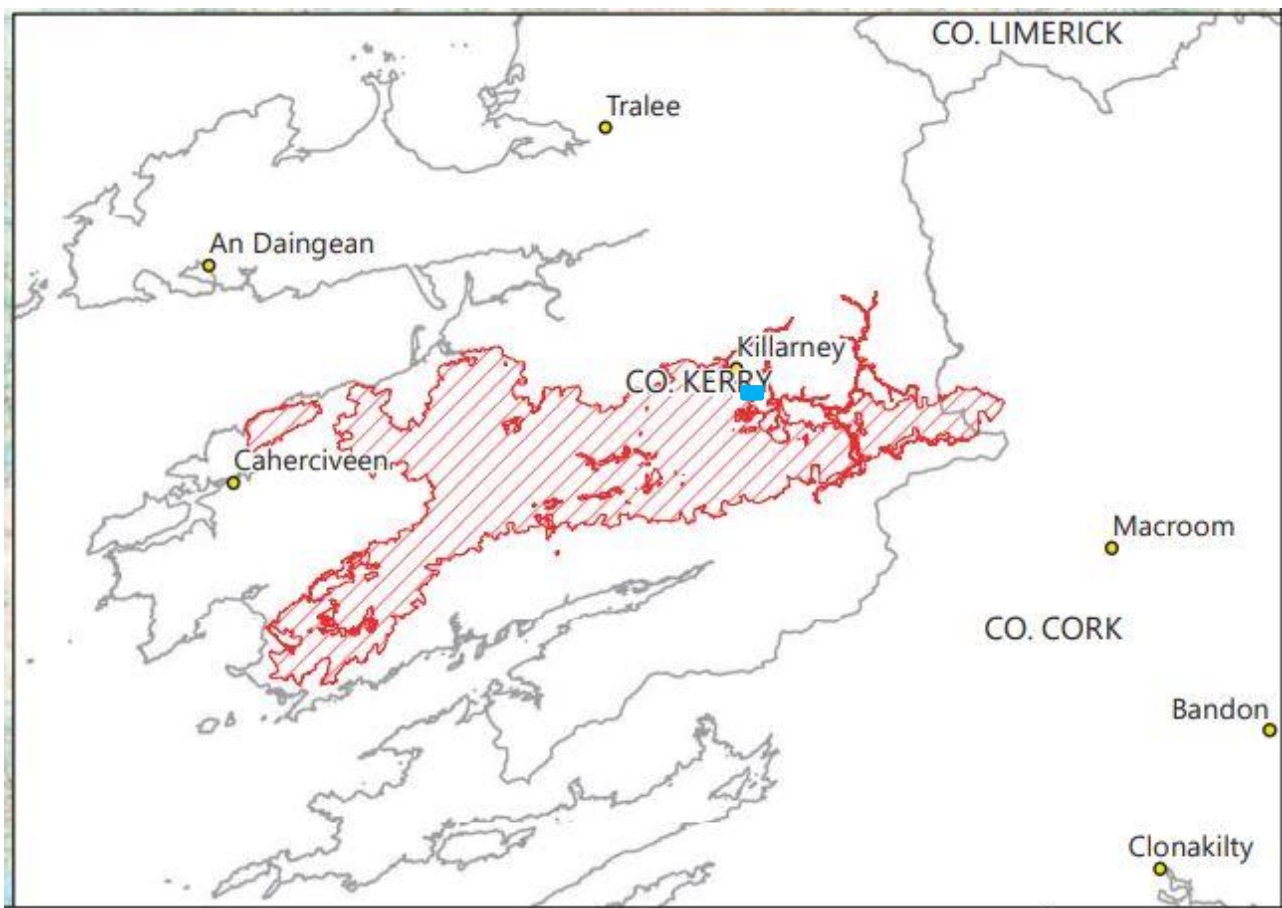 CO. LIMERICK
Tralee
An Daingean
Killarney
CO. KERRY
Caherciveen
Macroom
CO. CORK
Bandon
Clonakilty